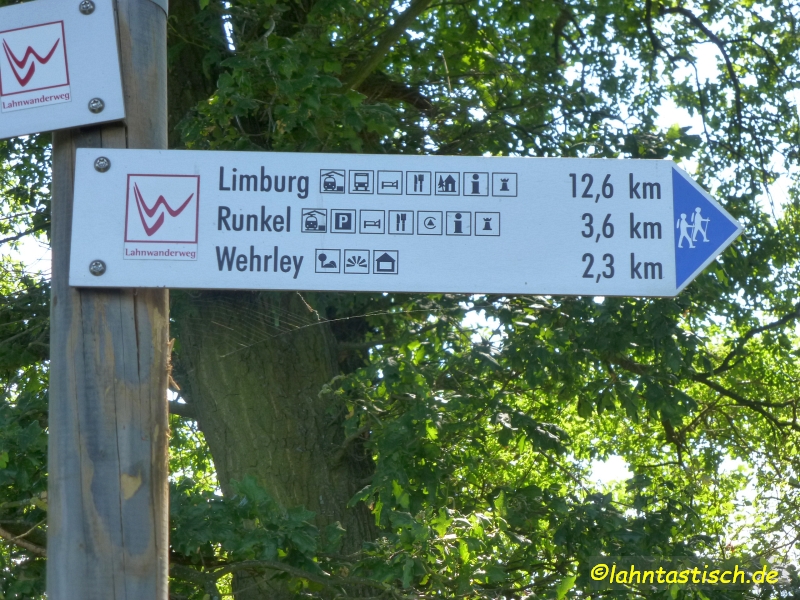 Lahnwanderweg
Lahnwanderweg
Limburg 12,6 km
Runkel P i 3,6 km
Wehrley 2,3 km
©lahntastisch.de